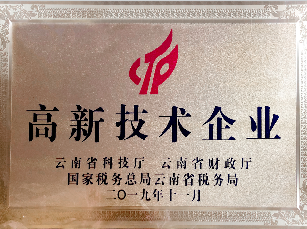 高新技术企业
云南省科技厅 云南省财政厅
国家税务总局云南省税务局
二〇一九年十一月